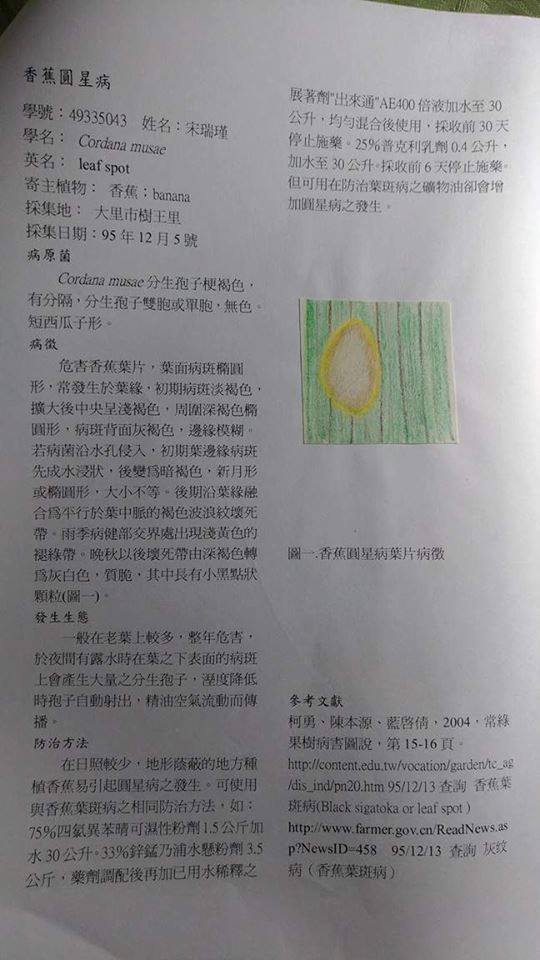 香蕉圓星病
學號：49335043 姓名：宋瑞瑾
學名： Cordana musae
英名： leaf spot
寄主植物： 香蕉；banana
採集地： 大里市樹王里
採集日期：95 年 12 月 5 號
病原菌
Cordana musae 分生孢子梗褐色，
有分隔，分生孢子雙胞或單胞，無色。
短西瓜子形。
病徵
危害香蕉葉片，葉面病斑橢圓
形，常發生於葉緣，初期病斑淡褐色，
擴大後中央呈淺褐色，周圍深褐色橢
圓形，病斑背面灰褐色，邊緣模糊。
若病菌沿水孔侵入，初期葉邊緣病斑
先成水浸狀，後變爲暗褐色，新月形
或橢圓形，大小不等。後期沿葉緣融
合爲平行於葉中脈的褐色波浪紋壞死
帶。雨季病健部交界處出現淺黃色的
褪綠帶。晚秋以後壞死帶由深褐色轉
爲灰白色，質脆，其中長有小黑點狀
顆粒(圖一)。
發生生態
一般在老葉上較多，整年危害，
於夜間有露水時在葉之下表面的病斑
上會產生大量之分生孢子，溼度降低
時孢子自動射出，精油空氣流動而傳
播。
防治方法
在日照較少，地形蔭蔽的地方種
植香蕉易引起圓星病之發生。可使用
與香蕉葉斑病之相同防治方法，如：
75%四氯異苯腈可濕性粉劑 1.5 公斤加
水 30 公升。33%鋅錳乃浦水懸粉劑 3.5
公斤，藥劑調配後再加已用水稀釋之
展著劑"出來通"AE400 倍液加水至 30
公升，均勻混合後使用，採收前 30 天
停止施藥。25%普克利乳劑 0.4 公升，
加水至 30 公升。採收前 6 天停止施藥。
但可用在防治葉斑病之礦物油卻會增
加圓星病之發生。
圖一.香蕉圓星病葉片病徵
參考文獻
柯勇、陳本源、藍啓倩，2004，常綠
果樹病害圖說，第 15-16 頁。
http://content.edu.tw/vocation/garden/tc_ag
/dis_ind/pn20.htm 95/12/13 查詢 香蕉葉
斑病(Black sigatoka or leaf spot )
http://www.farmer.gov.cn/ReadNews.as
p?NewsID=458 95/12/13 查詢 灰纹
病（香蕉葉斑病）